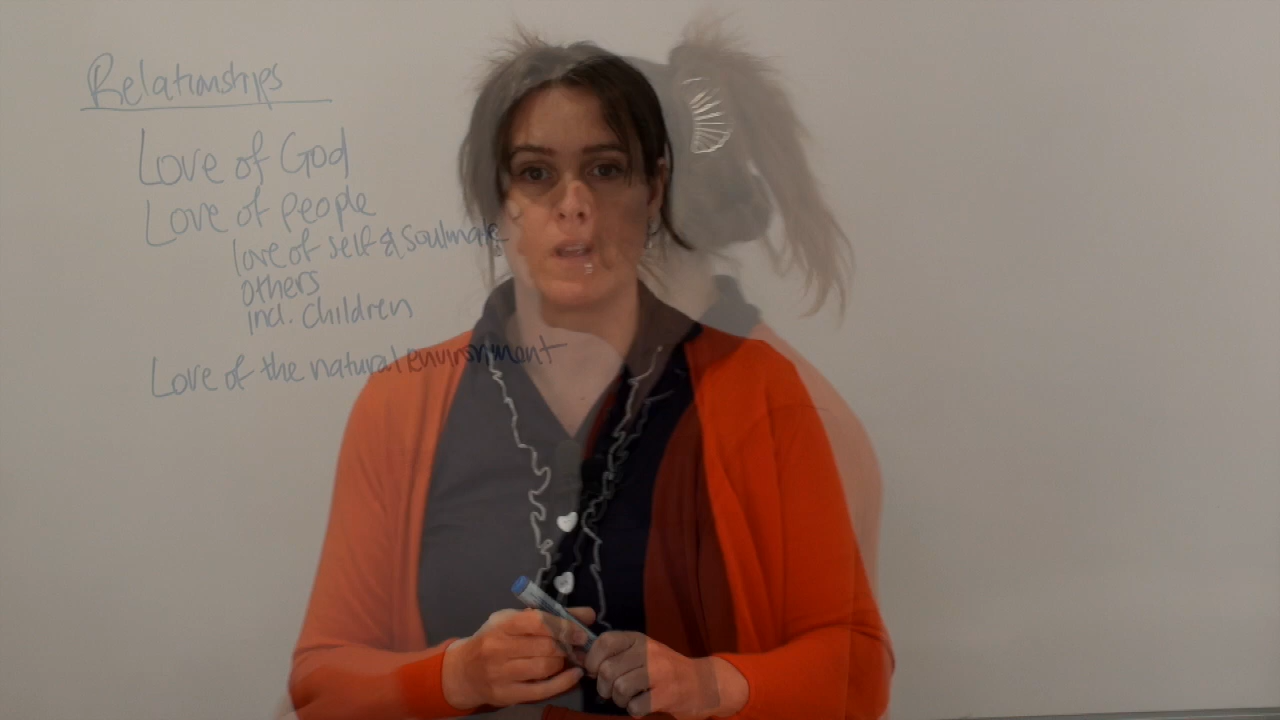 Relationships
Love of God
Love of people
love of self & soulmate
others
incl. children
Love of the natural environment